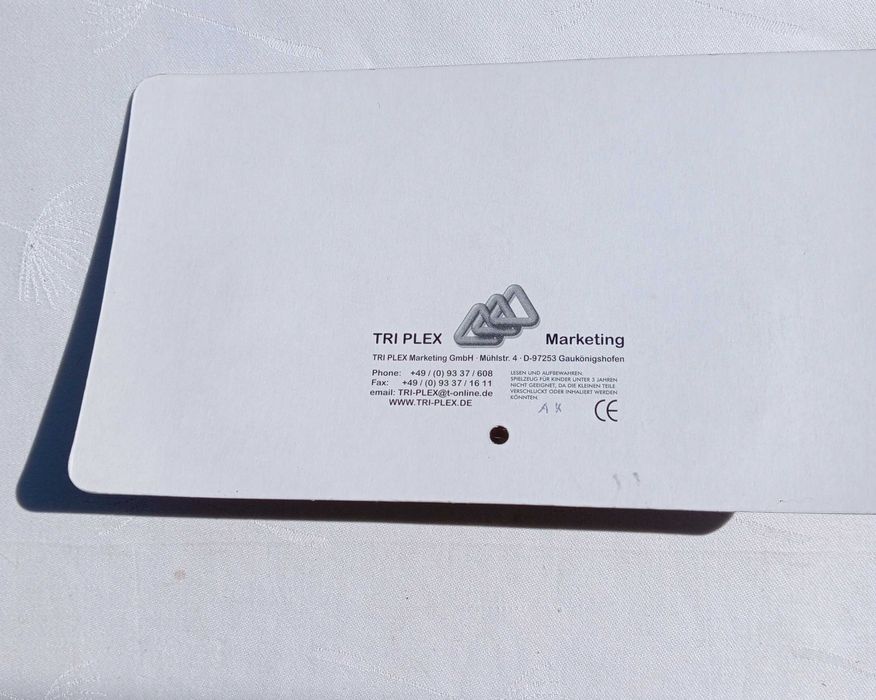 TRI PLEX Marketing
TRI PLEX Marketing GmbH · Mühlstr. 4 · D-97253 Gaukönigshofen
Phone: +49 / (0) 93 37 / 608
Fax: +49 / (0) 93 37 / 16 11
email: TRI-PLEX@t-online.de
WWW.TRI-PLEX.DE
LESEN UND AUFBEWAHREN.
SPIELZEUG FÜR KINDER UNTER 3 JAHREN
NICHT GEEIGNET, DA DIE KLEINEN TEILE
VERSCHLUCKT ODER INHALIERT WERDEN
KÖNNTEN.
CE